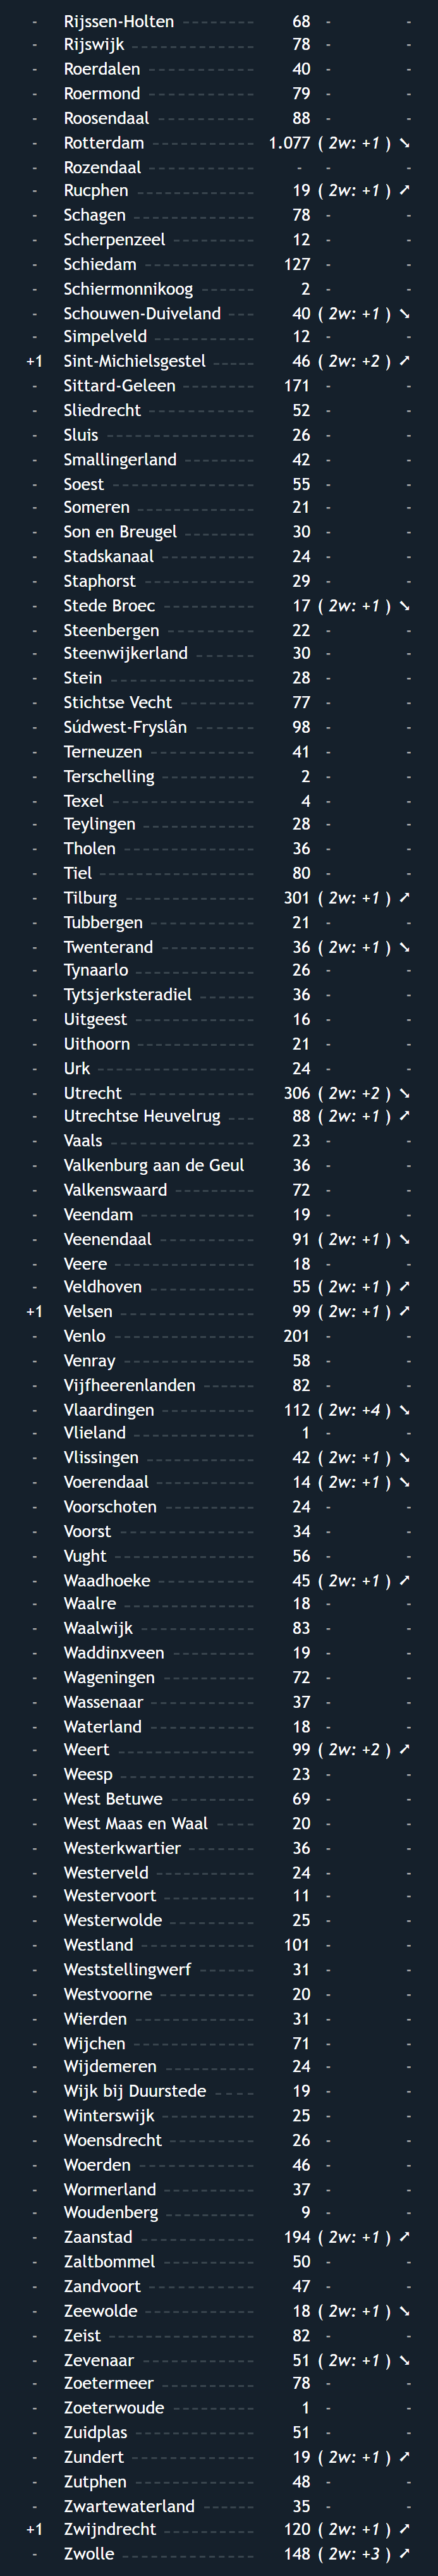 - Rijssen-Holten 68 - -
- Rijswijk 78 - -
- Roerdalen 40 - -
- Roermond 79 - -
- Roosendaal 88 - -
- Rotterdam 1.077 ( 2w: +1 ) ➘
- Rozendaal - - -
- Rucphen 19 ( 2w: +1 ) ➚
- Schagen 78 - -
- Scherpenzeel 12 - -
- Schiedam 127 - -
- Schiermonnikoog 2 - -
- Schouwen-Duiveland 40 ( 2w: +1 ) ➘
- Simpelveld 12 - -
+1 Sint-Michielsgestel 46 ( 2w: +2 ) ➚
- Sittard-Geleen 171 - -
- Sliedrecht 52 - -
- Sluis 26 - -
- Smallingerland 42 - -
- Soest 55 - -
- Someren 21 - -
- Son en Breugel 30 - -
- Stadskanaal 24 - -
- Staphorst 29 - -
- Stede Broec 17 ( 2w: +1 ) ➘
- Steenbergen 22 - -
- Steenwijkerland 30 - -
- Stein 28 - -
- Stichtse Vecht 77 - -
- Súdwest-Fryslân 98 - -
- Terneuzen 41 - -
- Terschelling 2 - -
- Texel 4 - -
- Teylingen 28 - -
- Tholen 36 - -
- Tiel 80 - -
- Tilburg 301 ( 2w: +1 ) ➚
- Tubbergen 21 - -
- Twenterand 36 ( 2w: +1 ) ➘
- Tynaarlo 26 - -
- Tytsjerksteradiel 36 - -
- Uitgeest 16 - -
- Uithoorn 21 - -
- Urk 24 - -
- Utrecht 306 ( 2w: +2 ) ➘
- Utrechtse Heuvelrug 88 ( 2w: +1 ) ➚
- Vaals 23 - -
- Valkenburg aan de Geul 36 - -
- Valkenswaard 72 - -
- Veendam 19 - -
- Veenendaal 91 ( 2w: +1 ) ➘
- Veere 18 - -
- Veldhoven 55 ( 2w: +1 ) ➚
+1 Velsen 99 ( 2w: +1 ) ➚
- Venlo 201 - -
- Venray 58 - -
- Vijfheerenlanden 82 - -
- Vlaardingen 112 ( 2w: +4 ) ➘
- Vlieland 1 - -
- Vlissingen 42 ( 2w: +1 ) ➘
- Voerendaal 14 ( 2w: +1 ) ➘
- Voorschoten 24 - -
- Voorst 34 - -
- Vught 56 - -
- Waadhoeke 45 ( 2w: +1 ) ➚
- Waalre 18 - -
- Waalwijk 83 - -
- Waddinxveen 19 - -
- Wageningen 72 - -
- Wassenaar 37 - -
- Waterland 18 - -
- Weert 99 ( 2w: +2 ) ➚
- Weesp 23 - -
- West Betuwe 69 - -
- West Maas en Waal 20 - -
- Westerkwartier 36 - -
- Westerveld 24 - -
- Westervoort 11 - -
- Westerwolde 25 - -
- Westland 101 - -
- Weststellingwerf 31 - -
- Westvoorne 20 - -
- Wierden 31 - -
- Wijchen 71 - -
- Wijdemeren 24 - -
- Wijk bij Duurstede 19 - -
- Winterswijk 25 - -
- Woensdrecht 26 - -
- Woerden 46 - -
- Wormerland 37 - -
- Woudenberg 9 - -
- Zaanstad 194 ( 2w: +1 ) ➚
- Zaltbommel 50 - -
- Zandvoort 47 - -
- Zeewolde 18 ( 2w: +1 ) ➘
- Zeist 82 - -
- Zevenaar 51 ( 2w: +1 ) ➘
- Zoetermeer 78 - -
- Zoeterwoude 1 - -
- Zuidplas 51 - -
- Zundert 19 ( 2w: +1 ) ➚
- Zutphen 48 - -
- Zwartewaterland 35 - -
+1 Zwijndrecht 120 ( 2w: +1 ) ➚
- Zwolle 148 ( 2w: +3 ) ➚